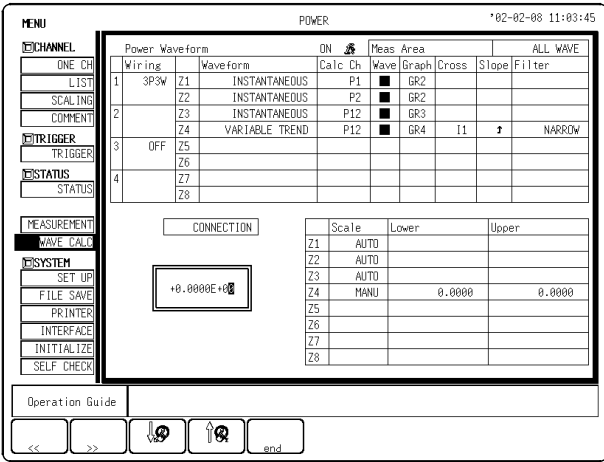 MENU POWER '02-02-08 11:03:45
CHANNEL
ONE CH
LIST
SCALING
COMMENT
TRIGGER
TRIGGER
STATUS
STATUS
MEASUREMENT
WAVE CALC
SYSTEM
SET UP
FILE SAVE
PRINTER
INTERFACE
INITIALIZE
SELF CHECK
Power Waveform ON Meas Area ALL WAVE
Wiring Waveform Calc Ch Wave Graph Cross Slope Filter
1 3P3W Z1 INSTANTANEOUS P1 GR2
Z2 INSTANTANEOUS P2 GR2
2 Z3 INSTANTANEOUS P12 GR3
Z4 VARIABLE TREND P12 GR4 I1 NARROW
3 OFF Z5
Z6
4 Z7
Z8
CONNECTION
+0.0000E+00
Scale Lower Upper
Z1 AUTO
Z2 AUTO
Z3 AUTO
Z4 MANU 0.0000 0.0000
Z5
Z6
Z7
Z8
Operation Guide
<< >> end